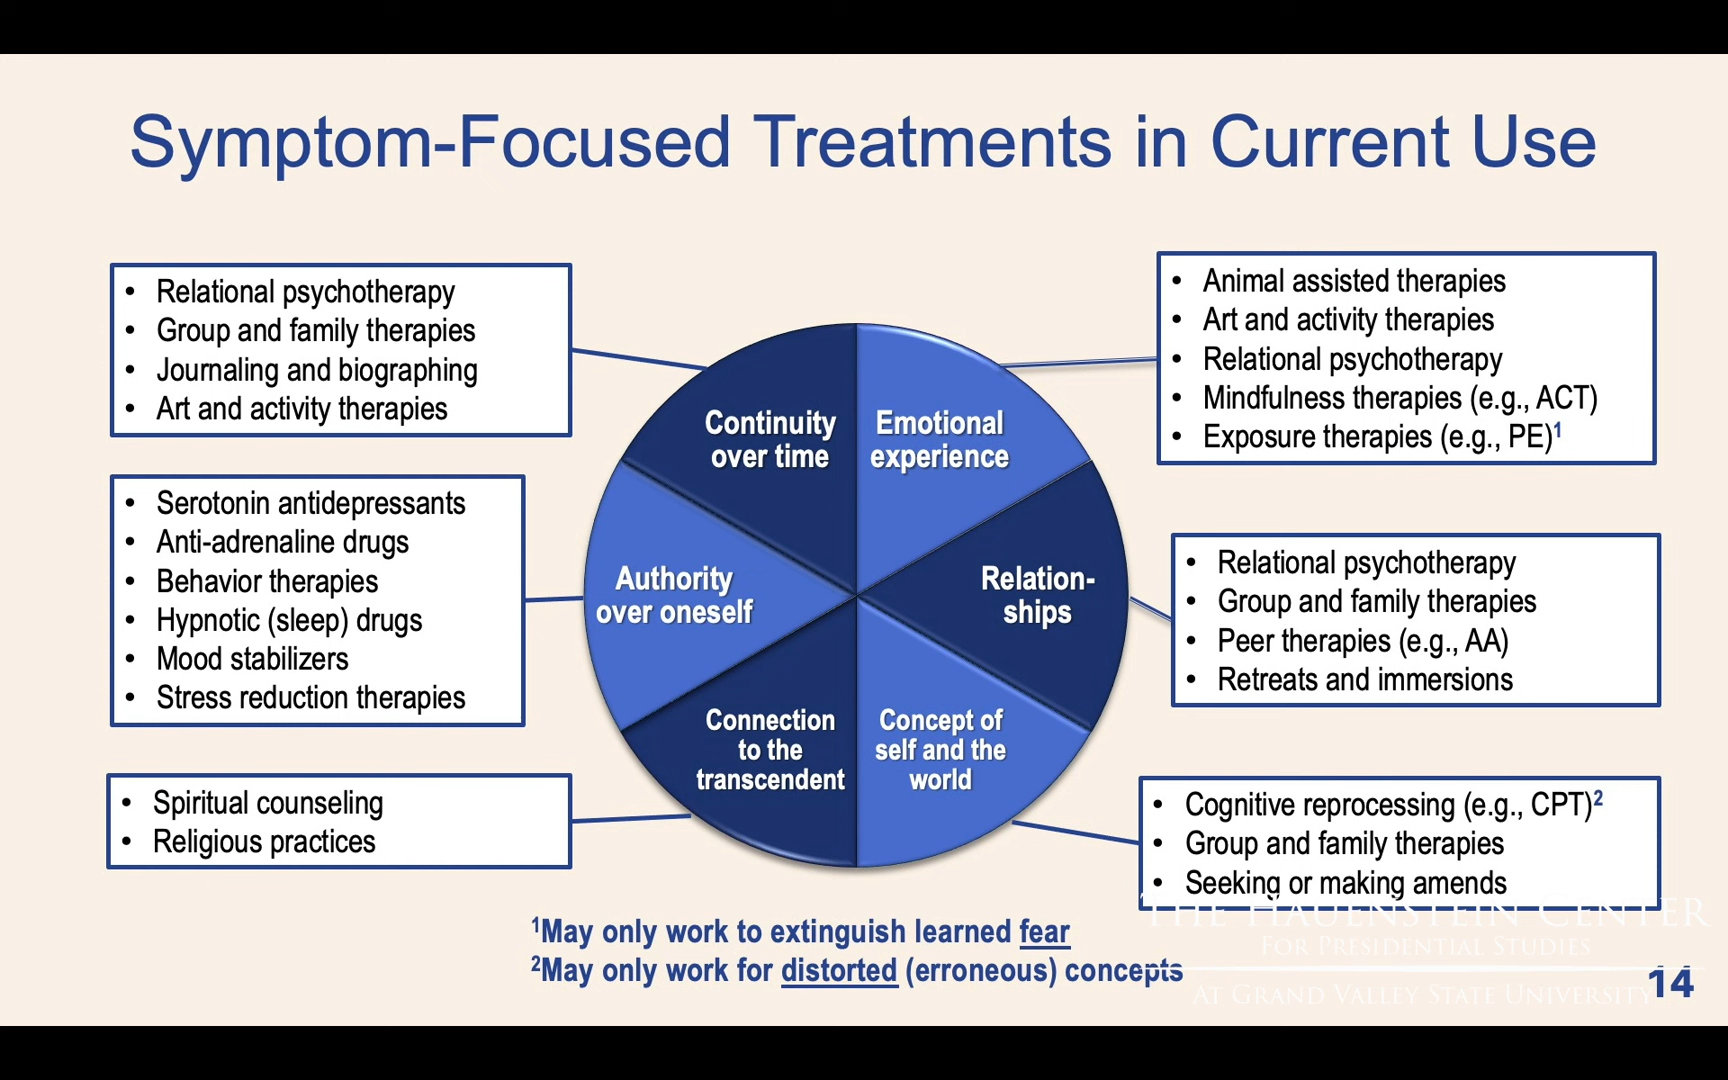 Symptom-Focused Treatments in Current Use
• Relational psychotherapy
• Group and family therapies
• Journaling and biographing
• Art and activity therapies
• Serotonin antidepressants
• Anti-adrenaline drugs
• Behavior therapies
• Hypnotic (sleep) drugs
• Mood stabilizers
• Stress reduction therapies
• Spiritual counseling
• Religious practices
Continuity
over time
Emotional
experience
Authority
over oneself
Relation-
ships
Connection
to the
transcendent
Concept of
self and the
world
• Animal assisted therapies
• Art and activity therapies
• Relational psychotherapy
• Mindfulness therapies (e.g., ACT)
• Exposure therapies (e.g., PE)¹
• Relational psychotherapy
• Group and family therapies
• Peer therapies (e.g., AA)
• Retreats and immersions
• Cognitive reprocessing (e.g., CPT)²
• Group and family therapies
• Seeking or making amends
¹May only work to extinguish learned fear
²May only work for distorted (erroneous) concepts
THE HAUENSTEIN CENTER
FOR PRESIDENTIAL STUDIES
AT GRAND VALLEY STATE UNIVERSITY
14